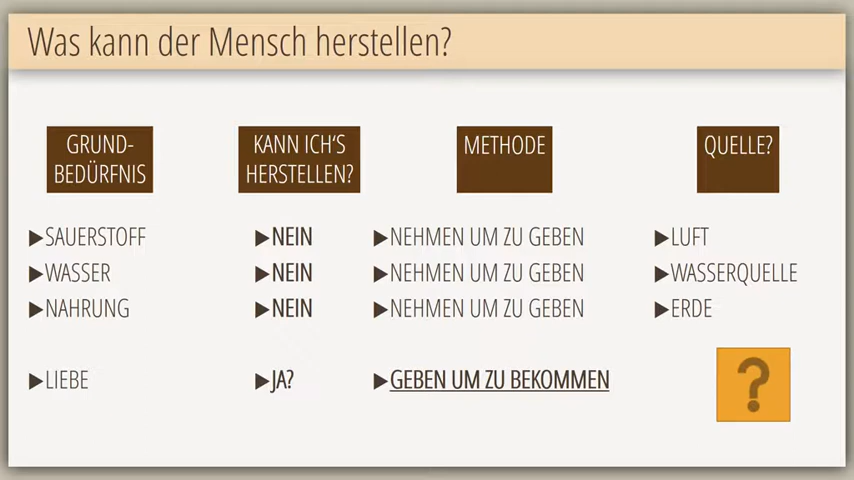 Was kann der Mensch herstellen?
GRUND-
BEDÜRFNIS
KANN ICH‘S
HERSTELLEN?
METHODE
QUELLE?
SAUERSTOFF
NEIN
NEHMEN UM ZU GEBEN
LUFT
WASSER
NEIN
NEHMEN UM ZU GEBEN
WASSERQUELLE
NAHRUNG
NEIN
NEHMEN UM ZU GEBEN
ERDE
LIEBE
JA?
GEBEN UM ZU BEKOMMEN
?